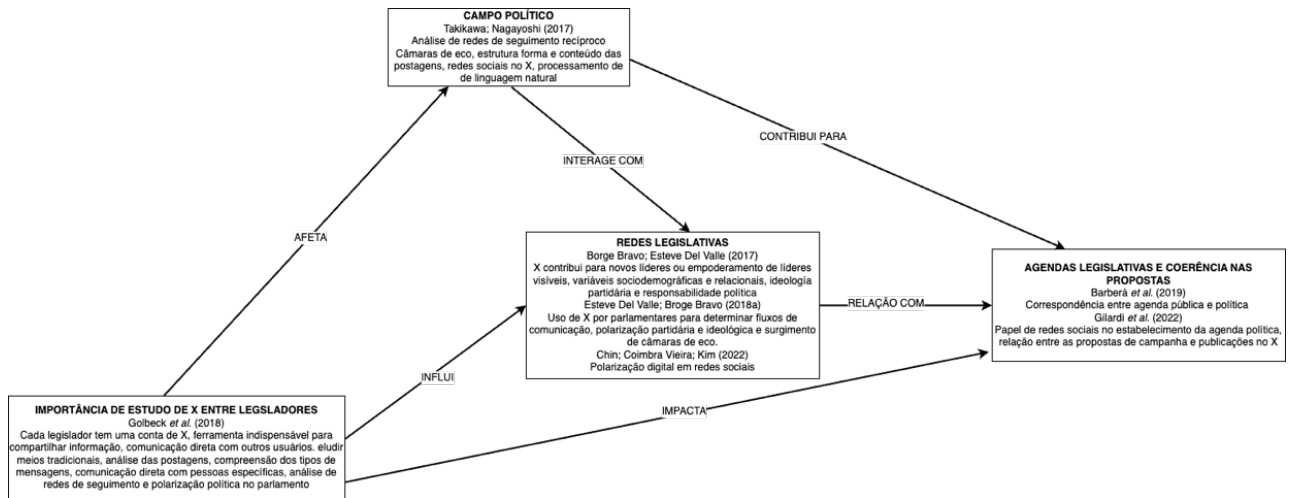 CAMPO POLÍTICO
Takikawa; Nagayoshi (2017)
Análise de redes de seguimento recíproco
Câmaras de eco, estrutura forma e conteúdo das
postagens, redes sociais no X, processamento de
de linguagem natural
CONTRIBUI PARA
INTERAGE COM
AFETA
REDES LEGISLATIVAS
Borge Bravo; Esteve Del Valle (2017)
X contribui para novos líderes ou empoderamento de líderes
visíveis, variáveis sociodemográficas e relacionais, ideología
partidária e responsabilidade política
Esteve Del Valle; Broge Bravo (2018a)
Uso de X por parlamentares para determinar fluxos de
comunicação, polarização partidária e ideológica e surgimento
de câmaras de eco.
Chin; Coimbra Vieira; Kim (2022)
Polarização digital em redes sociais
RELAÇÃO COM
AGENDAS LEGISLATIVAS E COERÊNCIA NAS
PROPOSTAS
Barberá et al. (2019)
Correspondência entre agenda pública e política
Gilardi et al. (2022)
Papel de redes sociais no estabelecimento da agenda política,
relação entre as propostas de campanha e publicações no X
INFLUI
IMPACTA
IMPORTÂNCIA DE ESTUDO DE X ENTRE LEGSLADORES
Golbeck et al. (2018)
Cada legislador tem uma conta de X, ferramenta indispensável para
compartilhar informação, comunicação direta com outros usuários. eludir
meios tradicionais, análise das postagens, compreensão dos tipos de
mensagens, comunicação direta com pessoas específicas, análise de
redes de seguimento e polarização política no parlamento